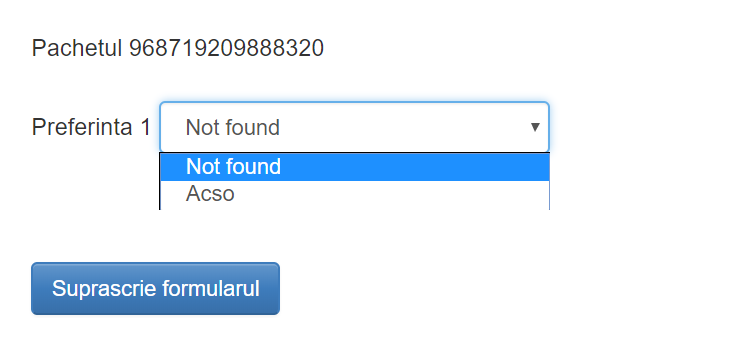 Pachetul 968719209888320
Preferinta 1 Not found
Not found
Acso
Suprascrie formularul